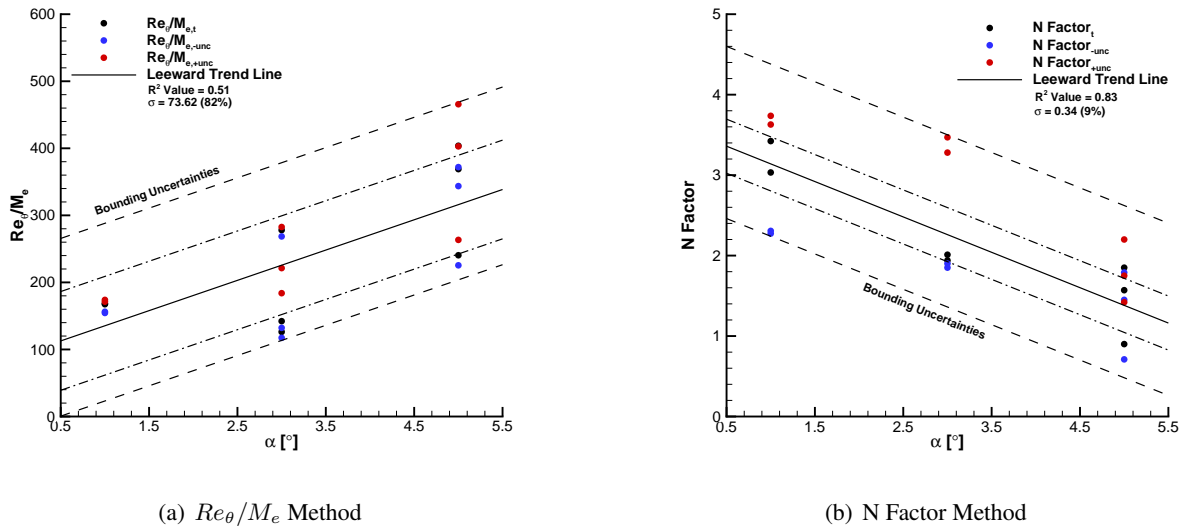 600
500
400
300
200
100
0
Re_θ/M_e
Re_θ/M_e,t
Re_θ/M_e,-unc
Re_θ/M_e,+unc
Leeward Trend Line
R² Value = 0.51
σ = 73.62 (82%)
Bounding Uncertainties
0.5 1.5 2.5 3.5 4.5 5.5
α [°]
(a) Re_θ/M_e Method
5
4
3
2
1
0
N Factor
N Factor_t
N Factor_-unc
N Factor_+unc
Leeward Trend Line
R² Value = 0.83
σ = 0.34 (9%)
Bounding Uncertainties
0.5 1.5 2.5 3.5 4.5 5.5
α [°]
(b) N Factor Method